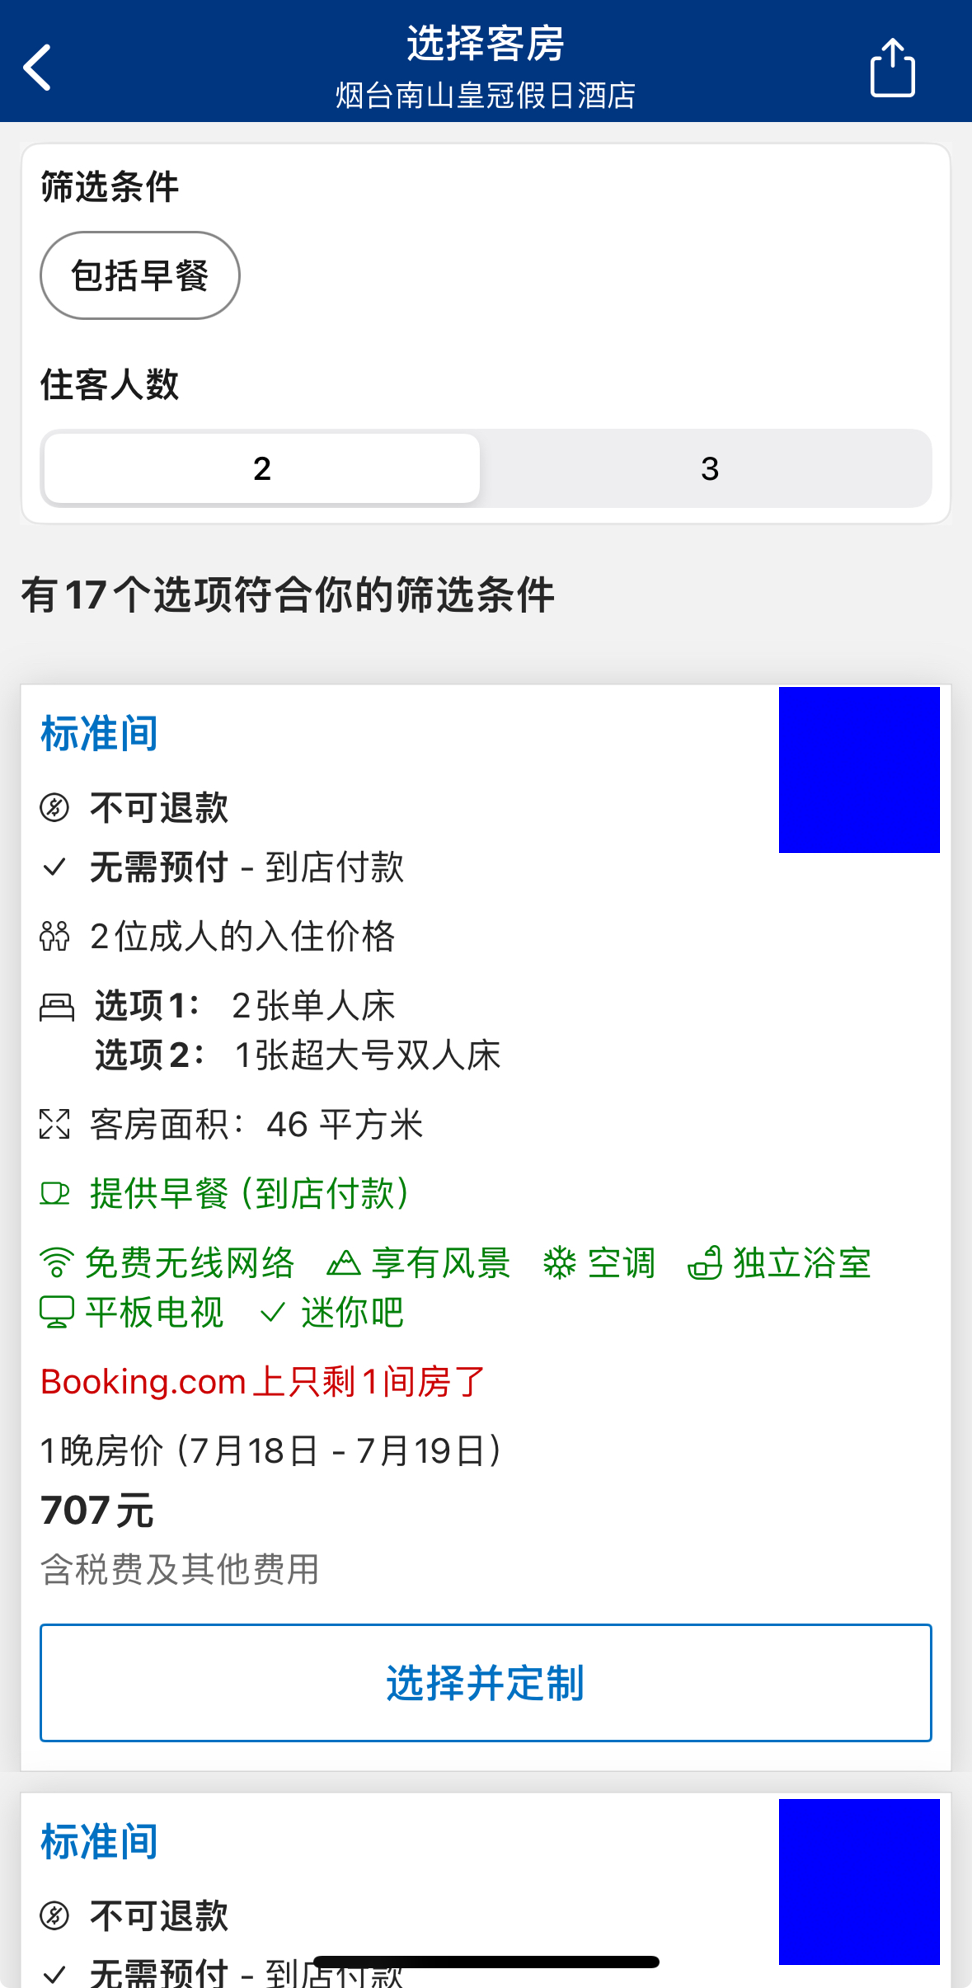 选择客房
烟台南山皇冠假日酒店
筛选条件
包括早餐
住客人数
2
3
有17个选项符合你的筛选条件
标准间
不可退款
无需预付 - 到店付款
2位成人的入住价格
选项1： 2张单人床
选项2： 1张超大号双人床
客房面积：46 平方米
提供早餐 (到店付款)
免费无线网络 享有风景 空调 独立浴室
平板电视 迷你吧
Booking.com上只剩1间房了
1晚房价 (7月18日 - 7月19日)
707元
含税费及其他费用
选择并定制
标准间
不可退款
无需预付 - 到店付款